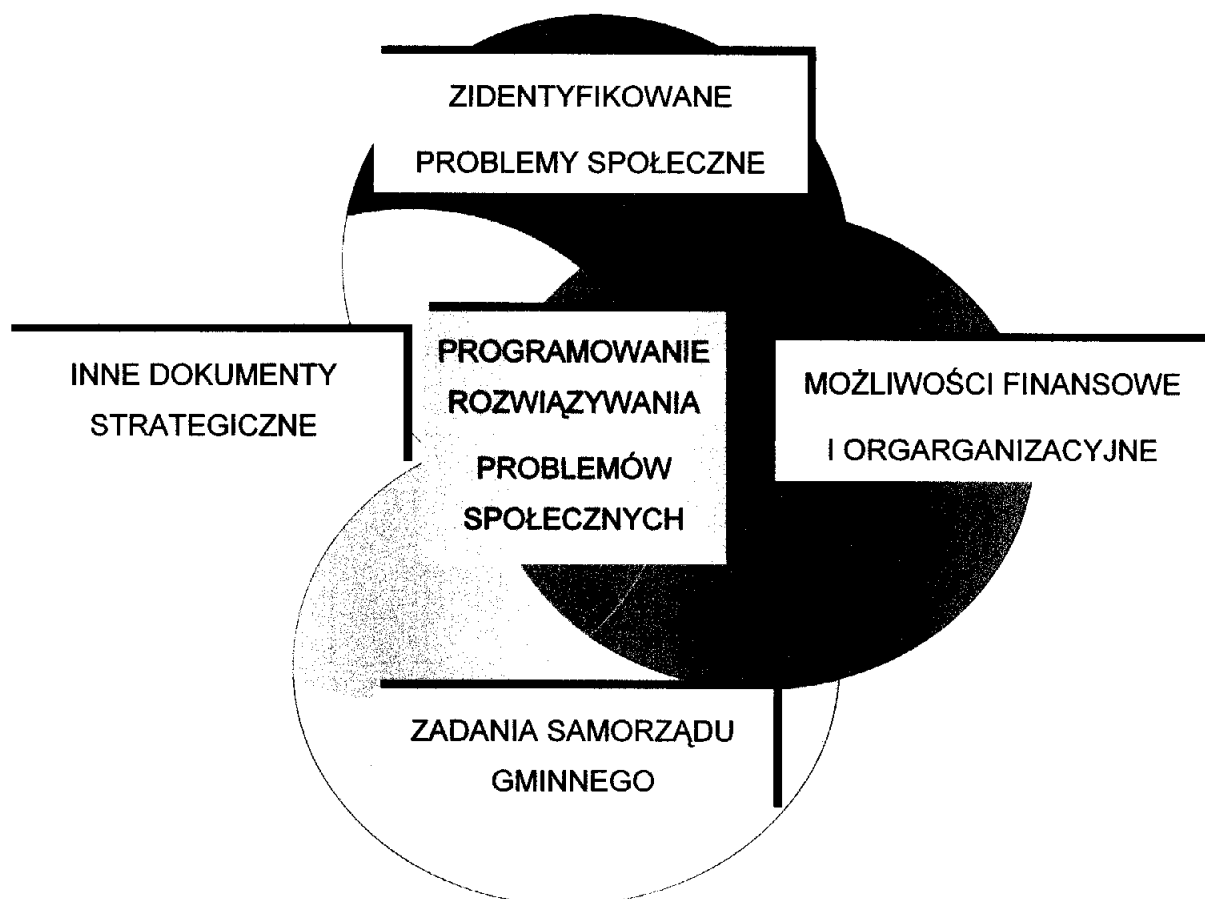 ZIDENTYFIKOWANE
PROBLEMY SPOŁECZNE
INNE DOKUMENTY
STRATEGICZNE
PROGRAMOWANIE
ROZWIĄZYWANIA
PROBLEMÓW
SPOŁECZNYCH
MOŻLIWOŚCI FINANSOWE
I ORGARGANIZACYJNE
ZADANIA SAMORZĄDU
GMINNEGO